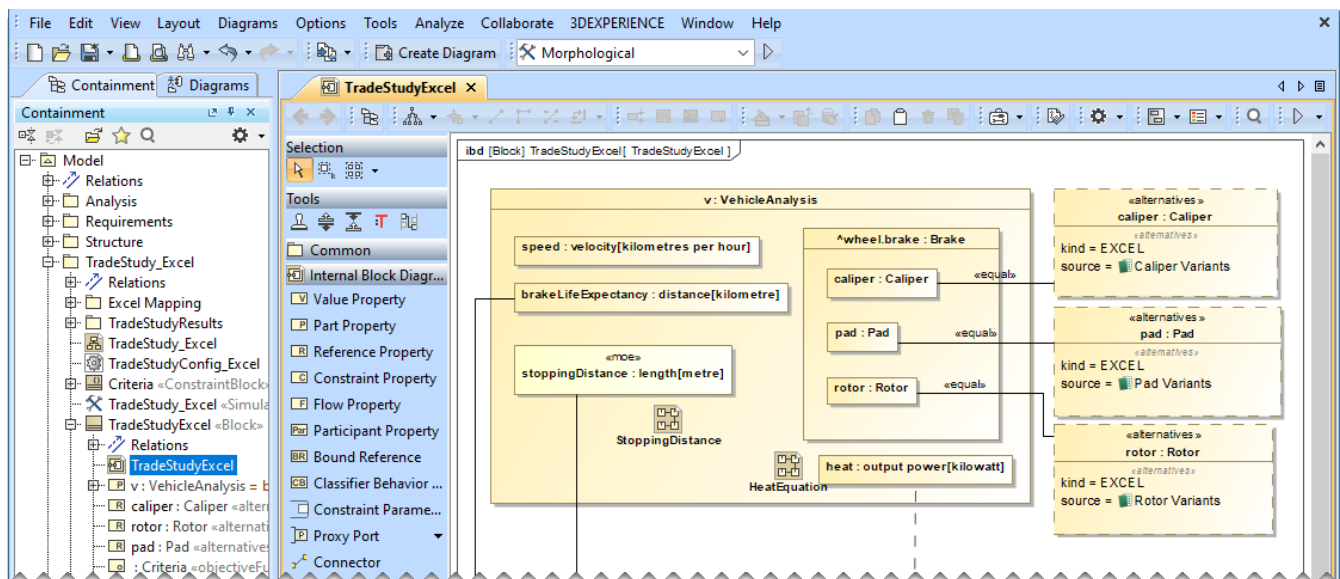 File Edit View Layout Diagrams Options Tools Analyze Collaborate 3DEXPERIENCE Window Help
Create Diagram Morphological
Containment Diagrams
TradeStudyExcel
Containment
Model
Relations
Analysis
Requirements
Structure
TradeStudy_Excel
Relations
Excel Mapping
TradeStudyResults
TradeStudy_Excel
TradeStudyConfig_Excel
Criteria «ConstraintBlock»
TradeStudy_Excel «Simula
TradeStudyExcel «Block»
Relations
TradeStudyExcel
v : VehicleAnalysis = b
caliper : Caliper «altern
rotor : Rotor «alternati
pad : Pad «alternative
: Criteria «objectiveFu
Selection
Tools
Common
Internal Block Diagr...
Value Property
Part Property
Reference Property
Constraint Property
Flow Property
Participant Property
Bound Reference
Classifier Behavior ...
Constraint Parame...
Proxy Port
Connector
ibd [Block] TradeStudyExcel[ TradeStudyExcel ]
v : VehicleAnalysis
speed : velocity[kilometres per hour]
brakeLifeExpectancy : distance[kilometre]
«moe»
stoppingDistance : length[metre]
StoppingDistance
^wheel.brake : Brake
caliper : Caliper
pad : Pad
rotor : Rotor
HeatEquation
heat : output power[kilowatt]
«equal»
«equal»
«equal»
«alternatives»
caliper : Caliper
«alternatives»
kind = EXCEL
source = Caliper Variants
«alternatives»
pad : Pad
«alternatives»
kind = EXCEL
source = Pad Variants
«alternatives»
rotor : Rotor
«alternatives»
kind = EXCEL
source = Rotor Variants